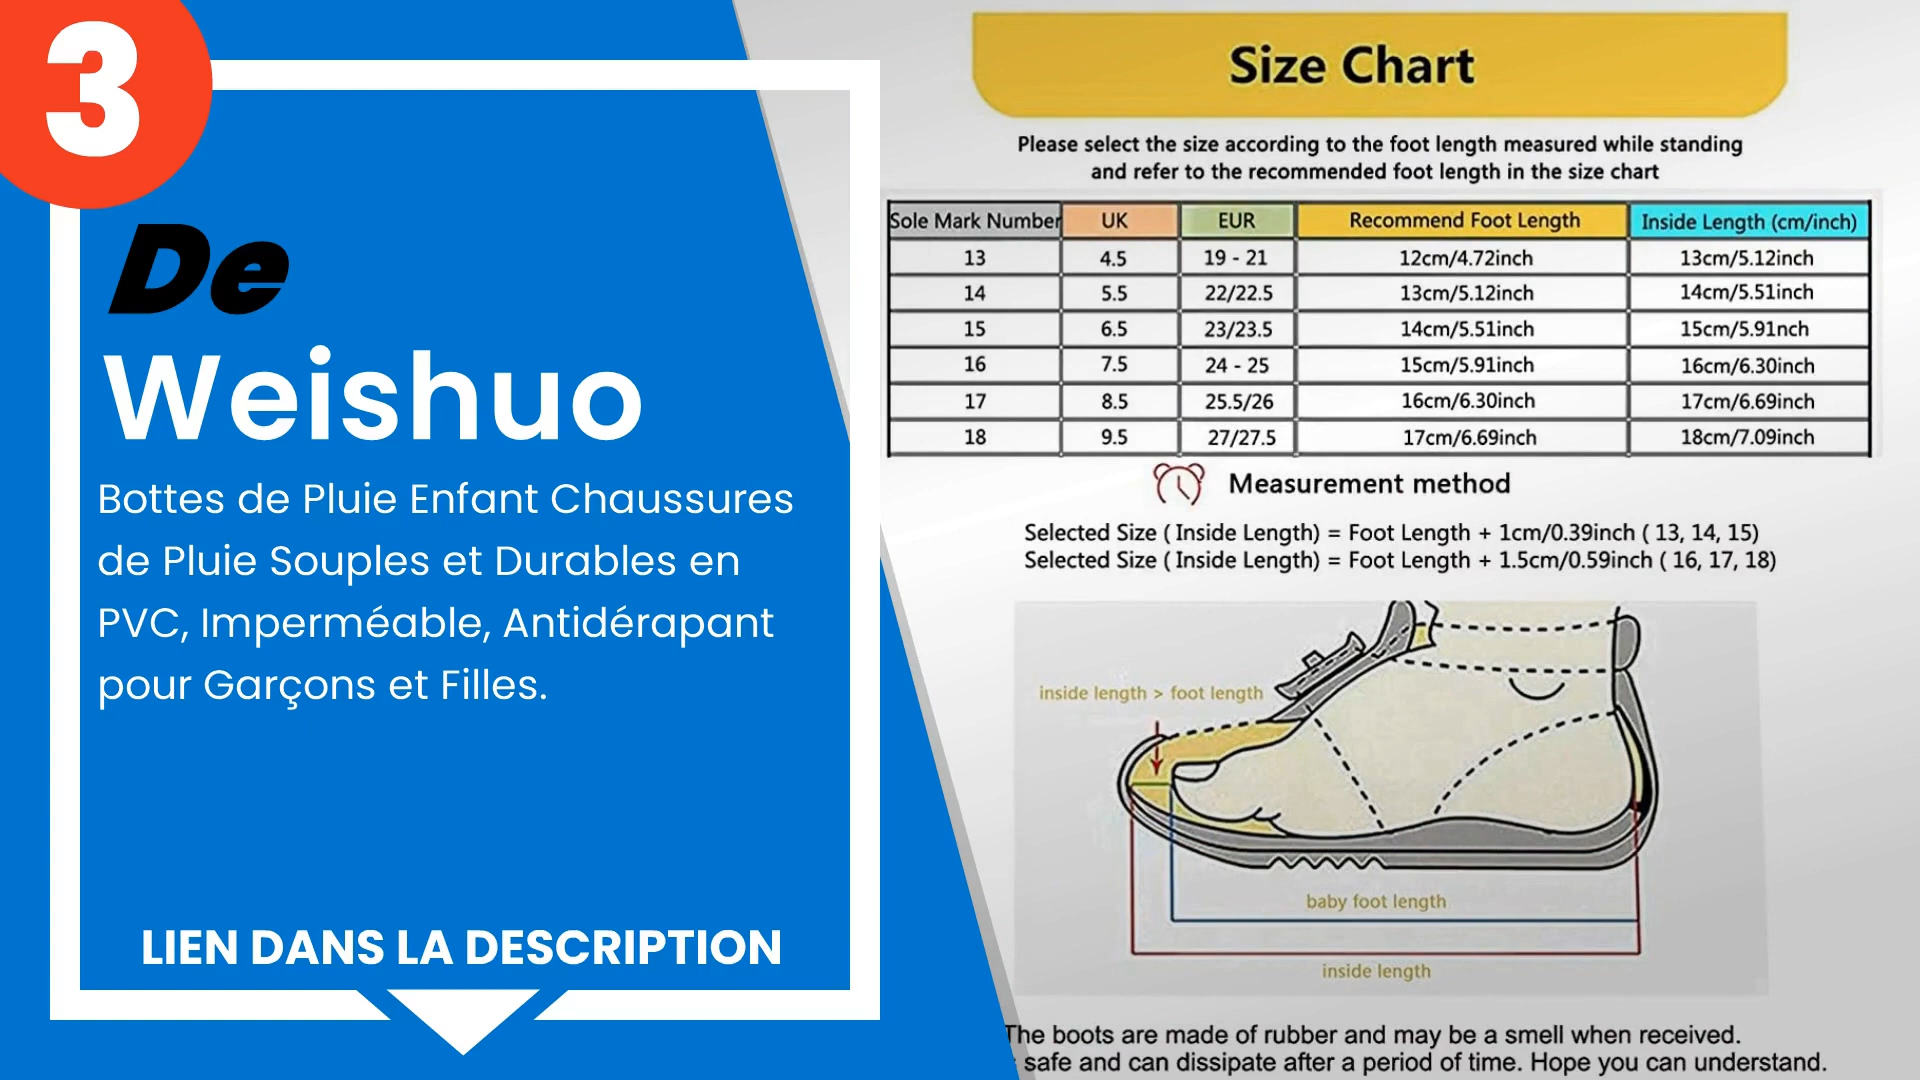 3
De
Weishuo
Bottes de Pluie Enfant Chaussures
de Pluie Souples et Durables en
PVC, Imperméable, Antidérapant
pour Garçons et Filles.
LIEN DANS LA DESCRIPTION
Size Chart
Please select the size according to the foot length measured while standing
and refer to the recommended foot length in the size chart
Sole Mark Number UK EUR Recommend Foot Length Inside Length (cm/inch)
13 4.5 19 - 21 12cm/4.72inch 13cm/5.12inch
14 5.5 22/22.5 13cm/5.12inch 14cm/5.51inch
15 6.5 23/23.5 14cm/5.51inch 15cm/5.91nch
16 7.5 24 - 25 15cm/5.91inch 16cm/6.30inch
17 8.5 25.5/26 16cm/6.30inch 17cm/6.69inch
18 9.5 27/27.5 17cm/6.69inch 18cm/7.09inch
Measurement method
Selected Size ( Inside Length) = Foot Length + 1cm/0.39inch ( 13, 14, 15)
Selected Size ( Inside Length) = Foot Length + 1.5cm/0.59inch ( 16, 17, 18)
inside length > foot length
baby foot length
inside length
The boots are made of rubber and may be a smell when received.
safe and can dissipate after a period of time. Hope you can understand.